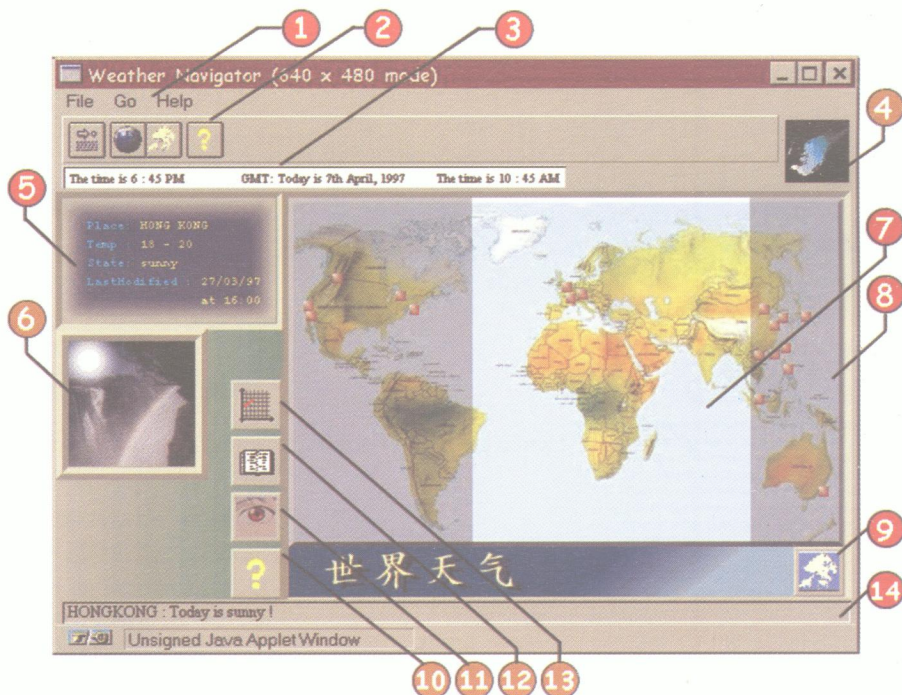 1
2
3
Weather Navigator (640 x 480 mode)
File Go Help
?
4
The time is 6 : 45 PM GMT: Today is 7th April, 1997 The time is 10 : 45 AM
5
Place: HONG KONG
Temp : 18 - 20
State: sunny
LastModified : 27/03/97
at 16:00
7
8
6
9
?
世界天气
HONGKONG : Today is sunny !
14
Unsigned Java Applet Window
10
11
12
13